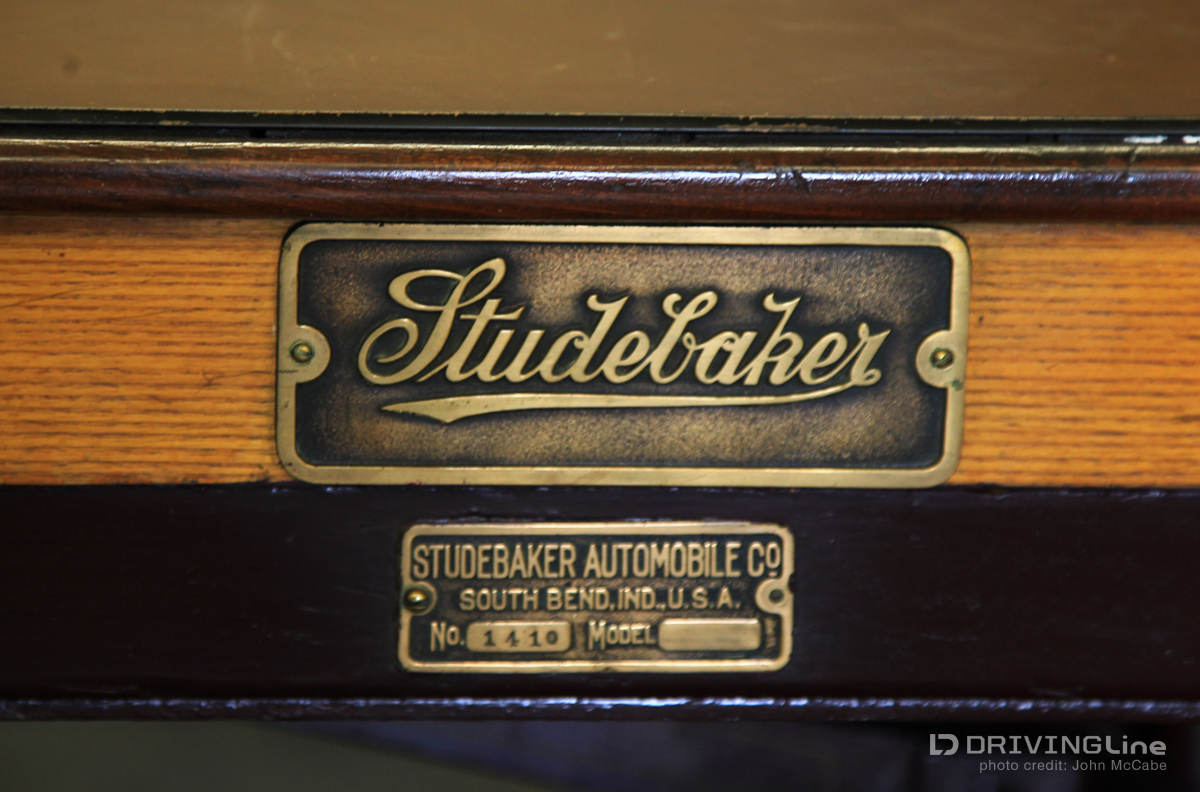 Studebaker
STUDEBAKER AUTOMOBILE CO
SOUTH BEND, IND., U.S.A.
No. 1410 MODEL
DRIVINGLine
photo credit: John McCabe